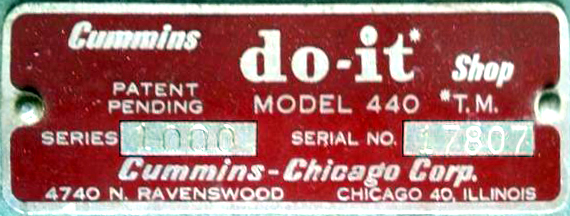 Cummins do-it* Shop
PATENT PENDING MODEL 440 *T.M.
SERIES 1000 SERIAL NO. 17807
Cummins-Chicago Corp.
4740 N. RAVENSWOOD CHICAGO 40, ILLINOIS